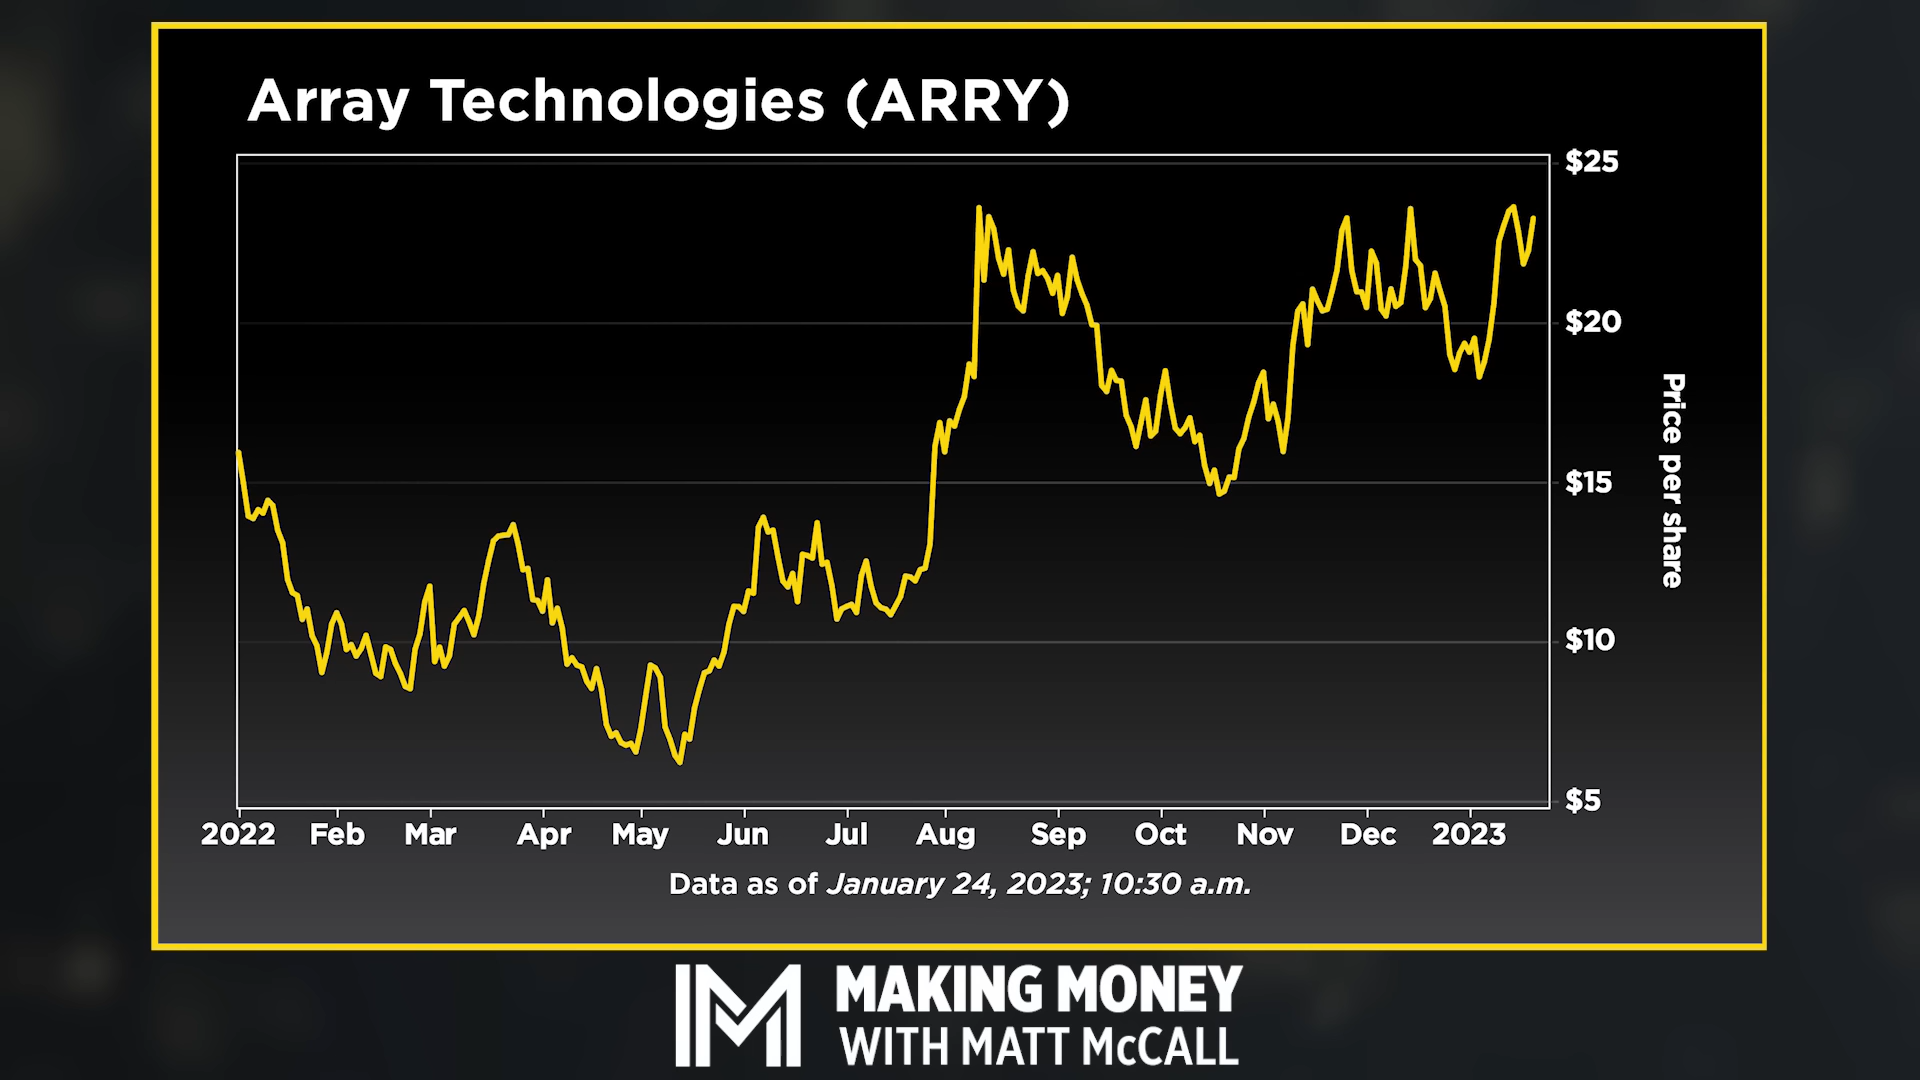 Array Technologies (ARRY)
$25
$20
$15
$10
$5
Price per share
2022 Feb Mar Apr May Jun Jul Aug Sep Oct Nov Dec 2023
Data as of January 24, 2023; 10:30 a.m.
MAKING MONEY
WITH MATT McCALL